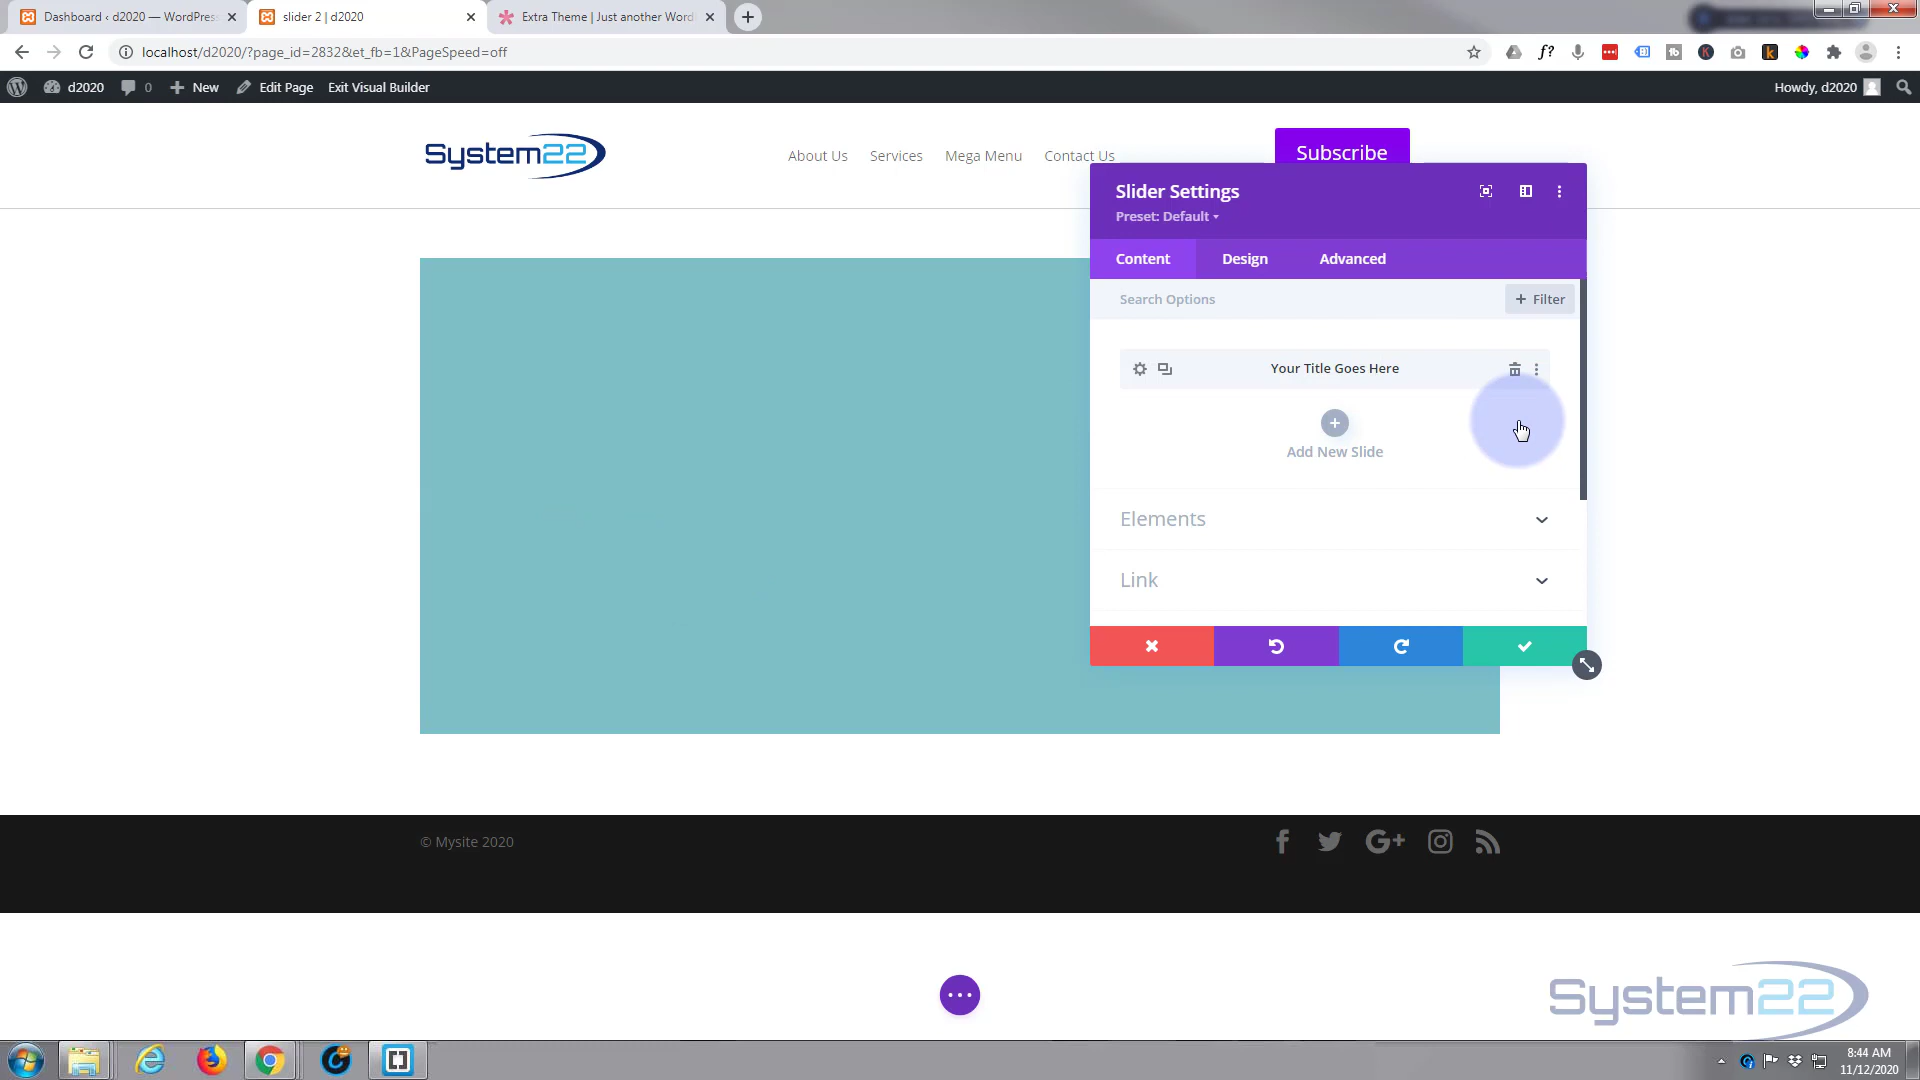 Dashboard ‹ d2020 — WordPres
slider 2 | d2020
Extra Theme | Just another Word
localhost/d2020/?page_id=2832&et_fb=1&PageSpeed=off
d2020
0
New
Edit Page
Exit Visual Builder
Howdy, d2020
System22
About Us
Services
Mega Menu
Contact Us
Subscribe
Slider Settings
Preset: Default
Content
Design
Advanced
Search Options
+ Filter
Your Title Goes Here
Add New Slide
Elements
Link
© Mysite 2020
System22
8:44 AM
11/12/2020